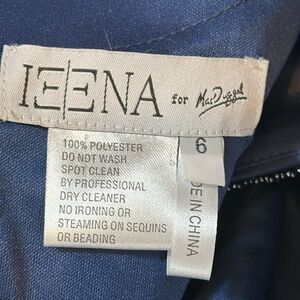 IEENA for Mac Duggal
100% POLYESTER
DO NOT WASH
SPOT CLEAN
BY PROFESSIONAL
DRY CLEANER
NO IRONING OR
STEAMING ON SEQUINS
OR BEADING
6
DE IN CHINA